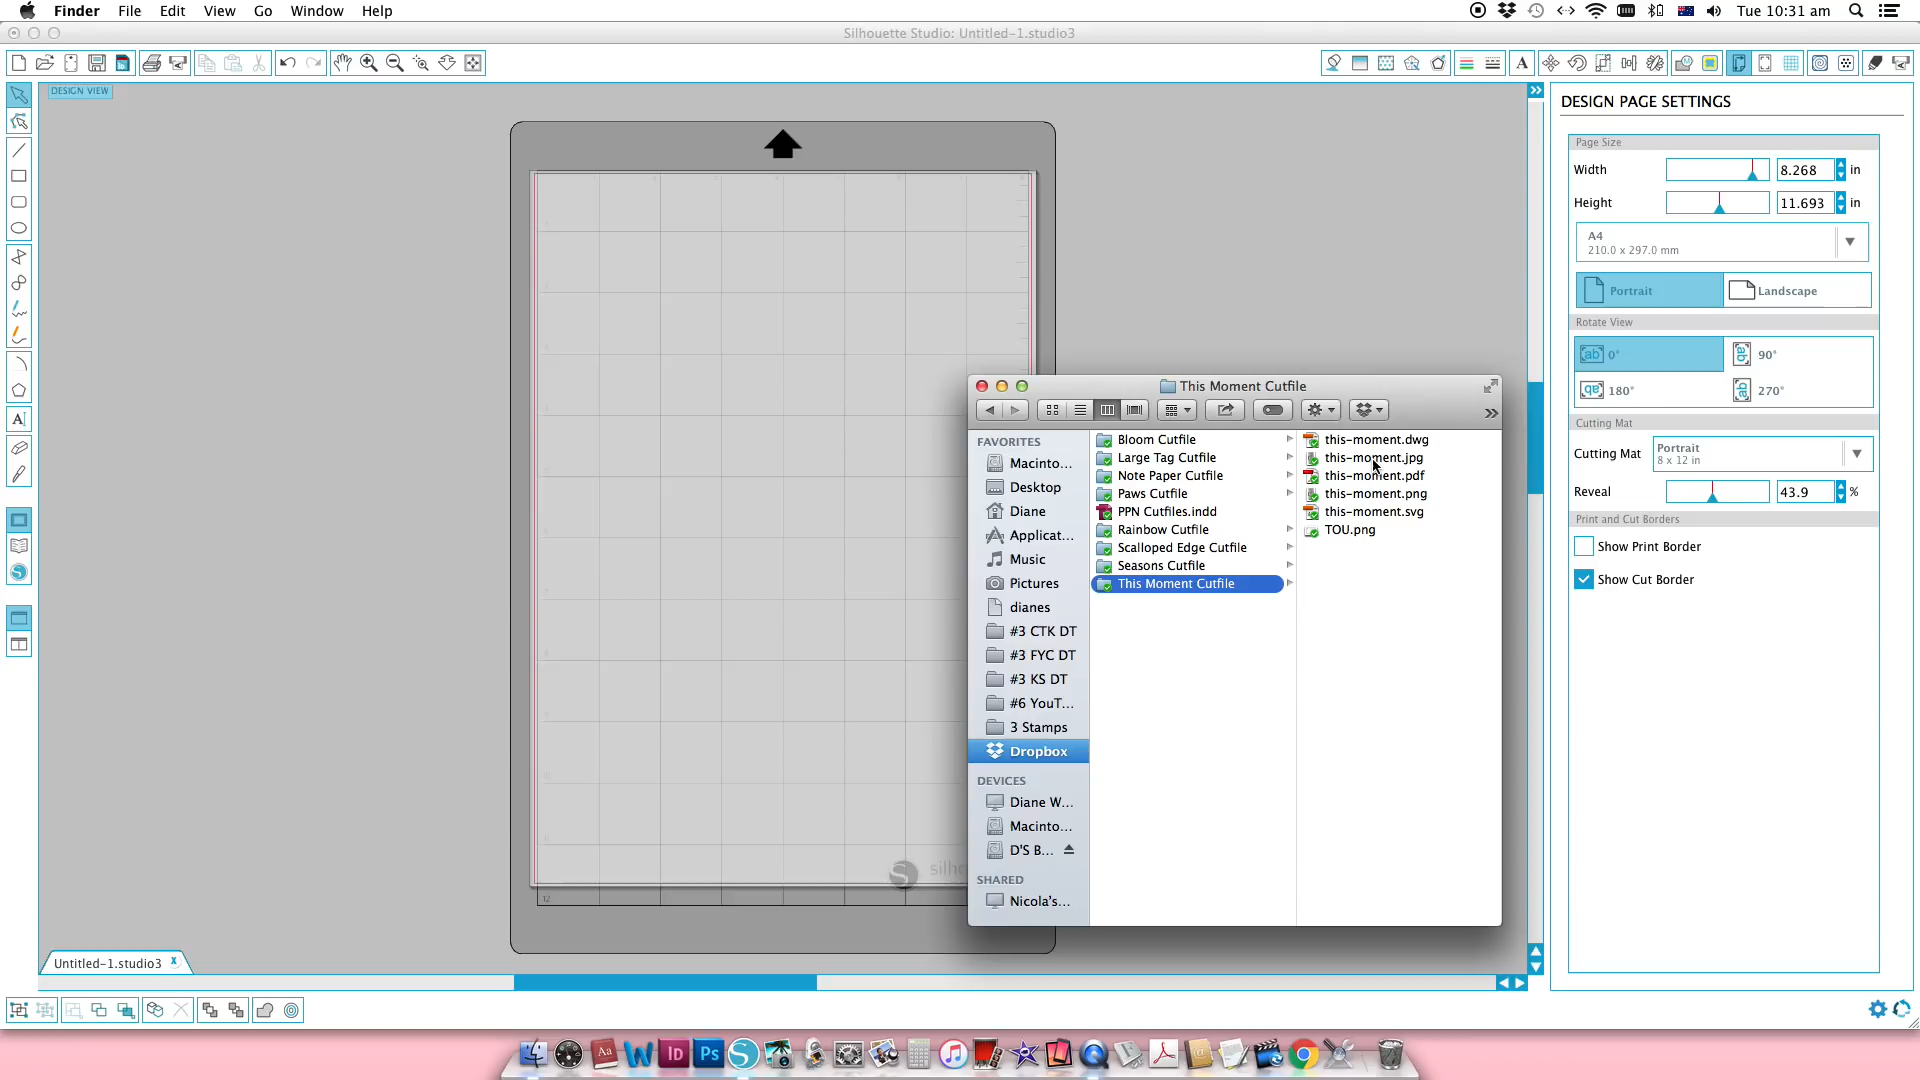 Finder File Edit View Go Window Help Tue 10:31 am
Silhouette Studio: Untitled-1.studio3
DESIGN VIEW
DESIGN PAGE SETTINGS
Page Size
Width 8.268 in
Height 11.693 in
A4
210.0 x 297.0 mm
Portrait Landscape
Rotate View
0° 90°
180° 270°
Cutting Mat
Cutting Mat Portrait
8 x 12 in
Reveal 43.9 %
Print and Cut Borders
Show Print Border
Show Cut Border
This Moment Cutfile
FAVORITES
Macinto...
Desktop
Diane
Applicat...
Music
Pictures
dianes
#3 CTK DT
#3 FYC DT
#3 KS DT
#6 YouT...
3 Stamps
Dropbox
DEVICES
Diane W...
Macinto...
D'S B...
SHARED
Nicola's...
Bloom Cutfile
Large Tag Cutfile
Note Paper Cutfile
Paws Cutfile
PPN Cutfiles.indd
Rainbow Cutfile
Scalloped Edge Cutfile
Seasons Cutfile
This Moment Cutfile
this-moment.dwg
this-moment.jpg
this-moment.pdf
this-moment.png
this-moment.svg
TOU.png
12
Untitled-1.studio3 x